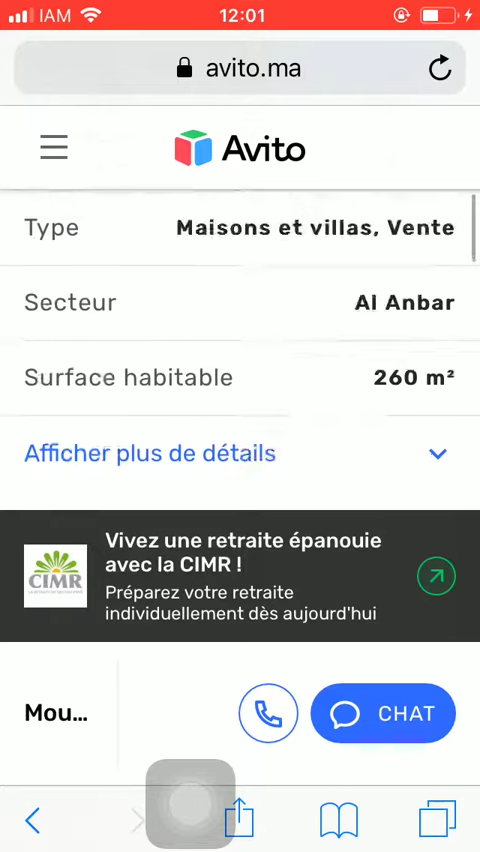 IAM 12:01
avito.ma
Avito
Type Maisons et villas, Vente
Secteur Al Anbar
Surface habitable 260 m²
Afficher plus de détails
Vivez une retraite épanouie
avec la CIMR !
CIMR
Préparez votre retraite
individuellement dès aujourd'hui
Mou... CHAT